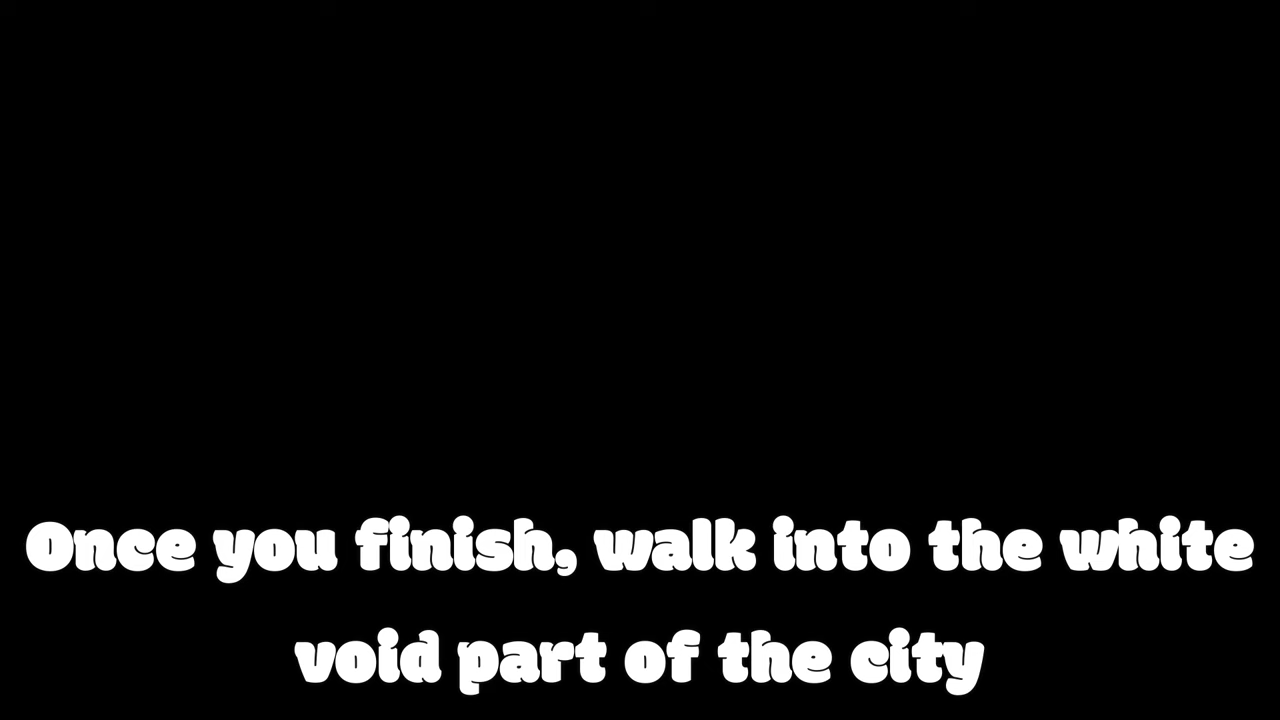 Once you finish, walk into the white
void part of the city